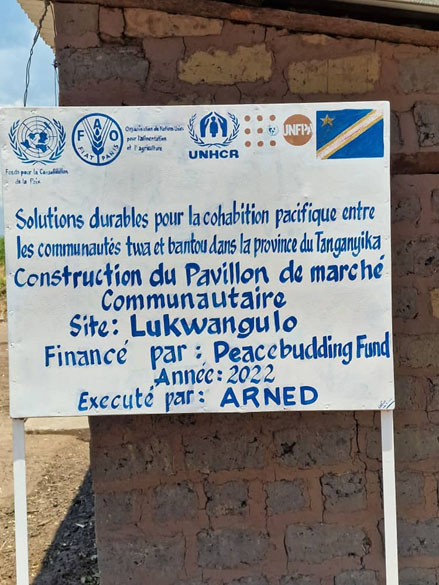 FAO
FIAT PANIS
Organisation des Nations Unies
pour l'alimentation
et l'agriculture
UNHCR
UNFPA
Fonds pour la Consolidation
de la Paix
Solutions durables pour la cohabition pacifique entre
les communautés twa et bantou dans la province du Tanganyika
Construction du Pavillon de marché
Communautaire
Site: Lukwangulo
Financé par: Peacebudding Fund
Année: 2022
Executé par: ARNED